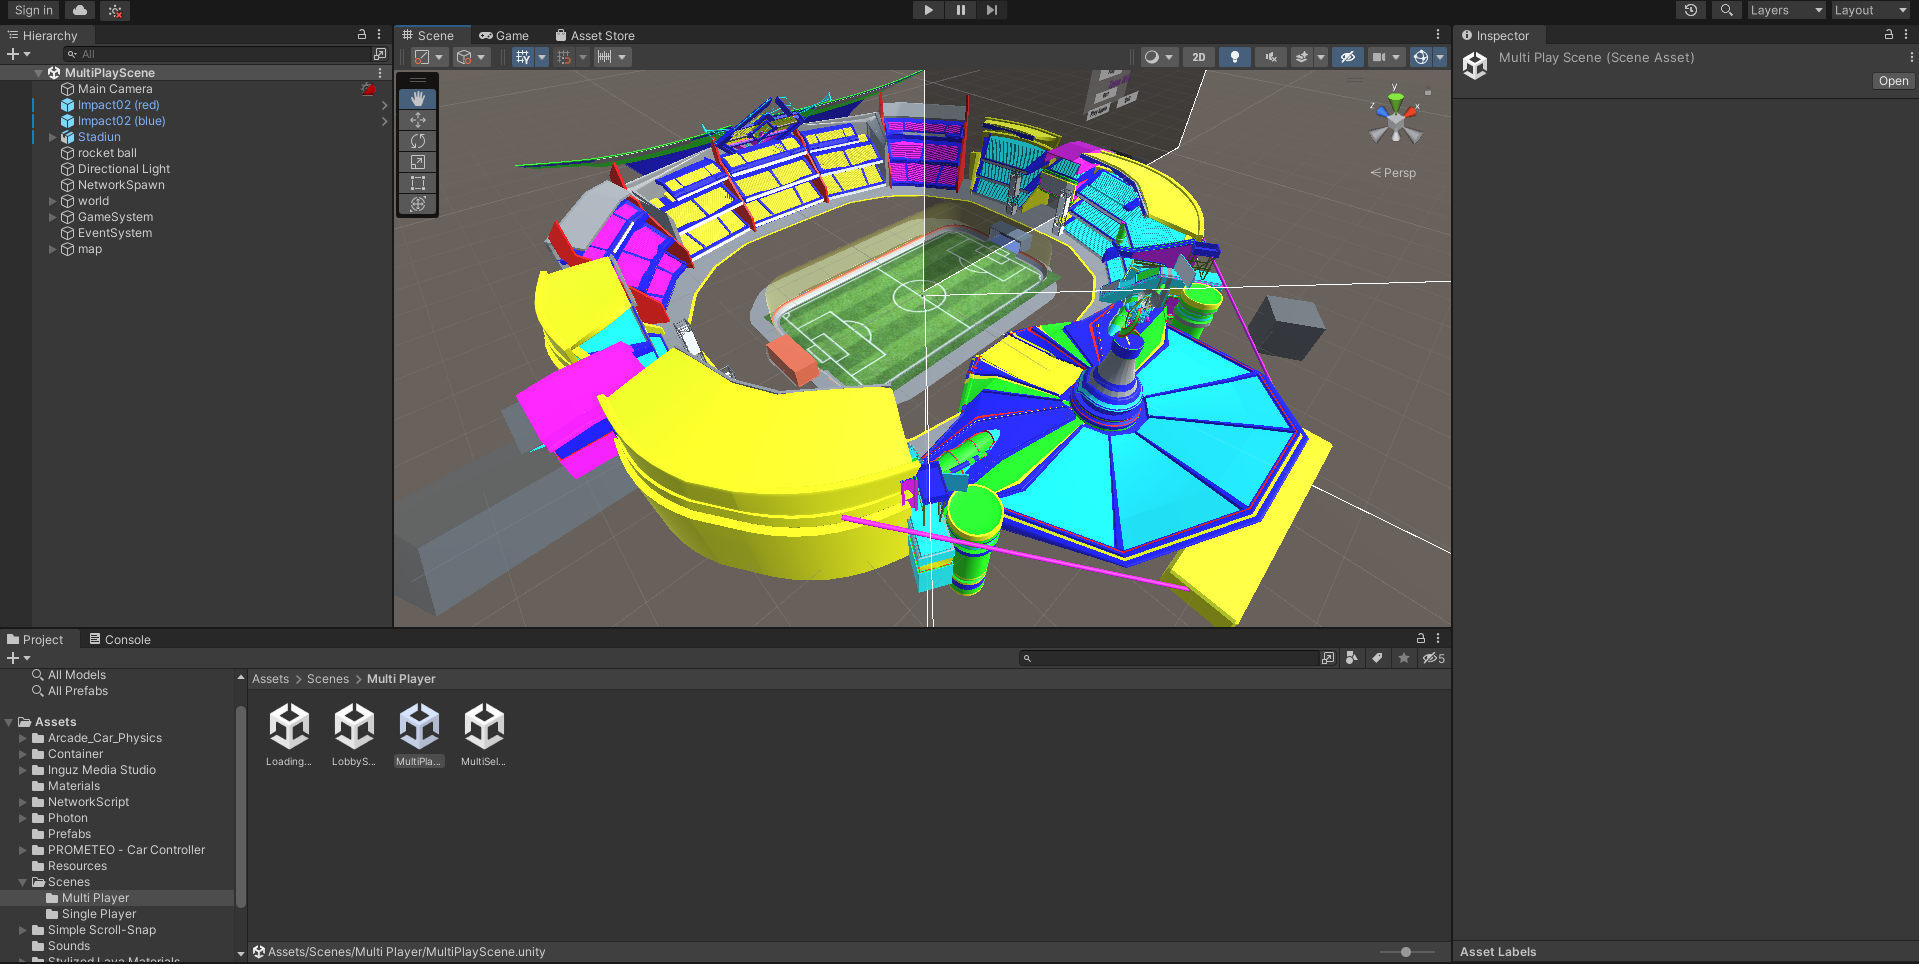 Sign in
Layers
Layout
Hierarchy
All
MultiPlayScene
Main Camera
Impact02 (red)
Impact02 (blue)
Stadiun
rocket ball
Directional Light
NetworkSpawn
world
GameSystem
EventSystem
map
Scene
Game
Asset Store
2D
y
z
x
Persp
Inspector
Multi Play Scene (Scene Asset)
Open
Project
Console
5
All Models
All Prefabs
Assets
Arcade_Car_Physics
Container
Inguz Media Studio
Materials
NetworkScript
Photon
Prefabs
PROMETEO - Car Controller
Resources
Scenes
Multi Player
Single Player
Simple Scroll-Snap
Sounds
Stylized Lava Materials
Assets > Scenes > Multi Player
Loading...
LobbyS...
MultiPla...
MultiSel...
Assets/Scenes/Multi Player/MultiPlayScene.unity
Asset Labels